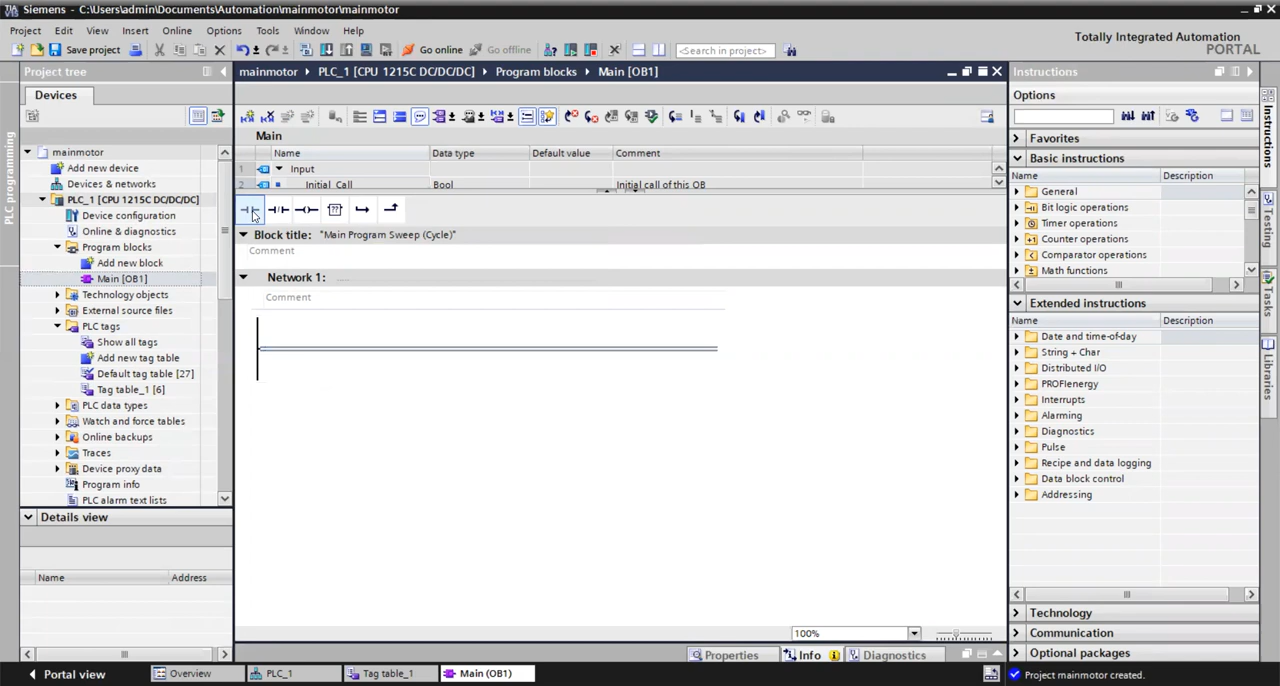 Siemens - C:\Users\admin\Documents\Automation\mainmotor\mainmotor
Project Edit View Insert Online Options Tools Window Help
Totally Integrated Automation
PORTAL
Save project
Go online
Go offline
<Search in project>
Project tree
Devices
PLC programming
mainmotor
Add new device
Devices & networks
PLC_1 [CPU 1215C DC/DC/DC]
Device configuration
Online & diagnostics
Program blocks
Add new block
Main [OB1]
Technology objects
External source files
PLC tags
Show all tags
Add new tag table
Default tag table [27]
Tag table_1 [6]
PLC data types
Watch and force tables
Online backups
Traces
Device proxy data
Program info
PLC alarm text lists
Details view
Name Address
mainmotor PLC_1 [CPU 1215C DC/DC/DC] Program blocks Main [OB1]
Main
Name Data type Default value Comment
1 Input
2 Initial_Call Bool Initial call of this OB
Block title: "Main Program Sweep (Cycle)"
Comment
Network 1: .....
Comment
100%
Properties Info Diagnostics
Instructions
Options
Favorites
Basic instructions
Name Description
General
Bit logic operations
Timer operations
Counter operations
Comparator operations
Math functions
Extended instructions
Name Description
Date and time-of-day
String + Char
Distributed I/O
PROFIenergy
Interrupts
Alarming
Diagnostics
Pulse
Recipe and data logging
Data block control
Addressing
Technology
Communication
Optional packages
Instructions
Testing
Tasks
Libraries
Portal view
Overview
PLC_1
Tag table_1
Main (OB1)
Project mainmotor created.